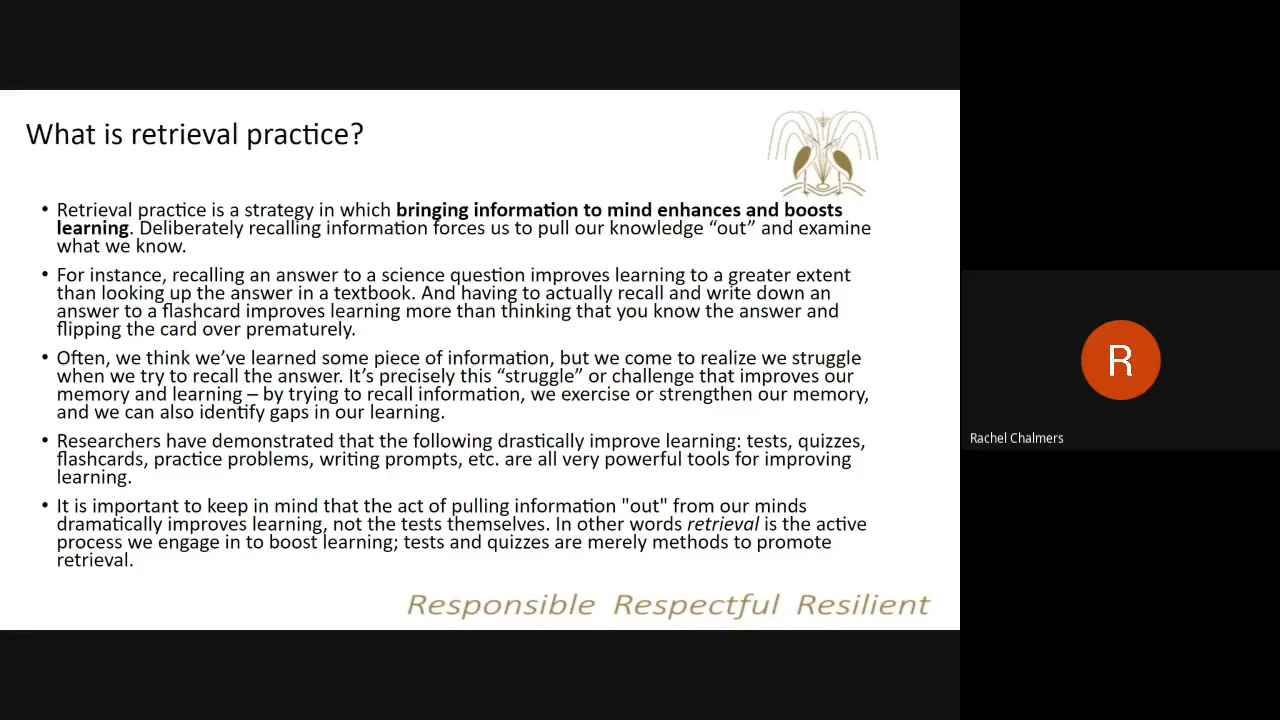 What is retrieval practice?
• Retrieval practice is a strategy in which bringing information to mind enhances and boosts
learning. Deliberately recalling information forces us to pull our knowledge “out” and examine
what we know.
• For instance, recalling an answer to a science question improves learning to a greater extent
than looking up the answer in a textbook. And having to actually recall and write down an
answer to a flashcard improves learning more than thinking that you know the answer and
flipping the card over prematurely.
• Often, we think we’ve learned some piece of information, but we come to realize we struggle
when we try to recall the answer. It’s precisely this “struggle” or challenge that improves our
memory and learning – by trying to recall information, we exercise or strengthen our memory,
and we can also identify gaps in our learning.
• Researchers have demonstrated that the following drastically improve learning: tests, quizzes,
flashcards, practice problems, writing prompts, etc. are all very powerful tools for improving
learning.
• It is important to keep in mind that the act of pulling information "out" from our minds
dramatically improves learning, not the tests themselves. In other words retrieval is the active
process we engage in to boost learning; tests and quizzes are merely methods to promote
retrieval.
Responsible Respectful Resilient
R
Rachel Chalmers